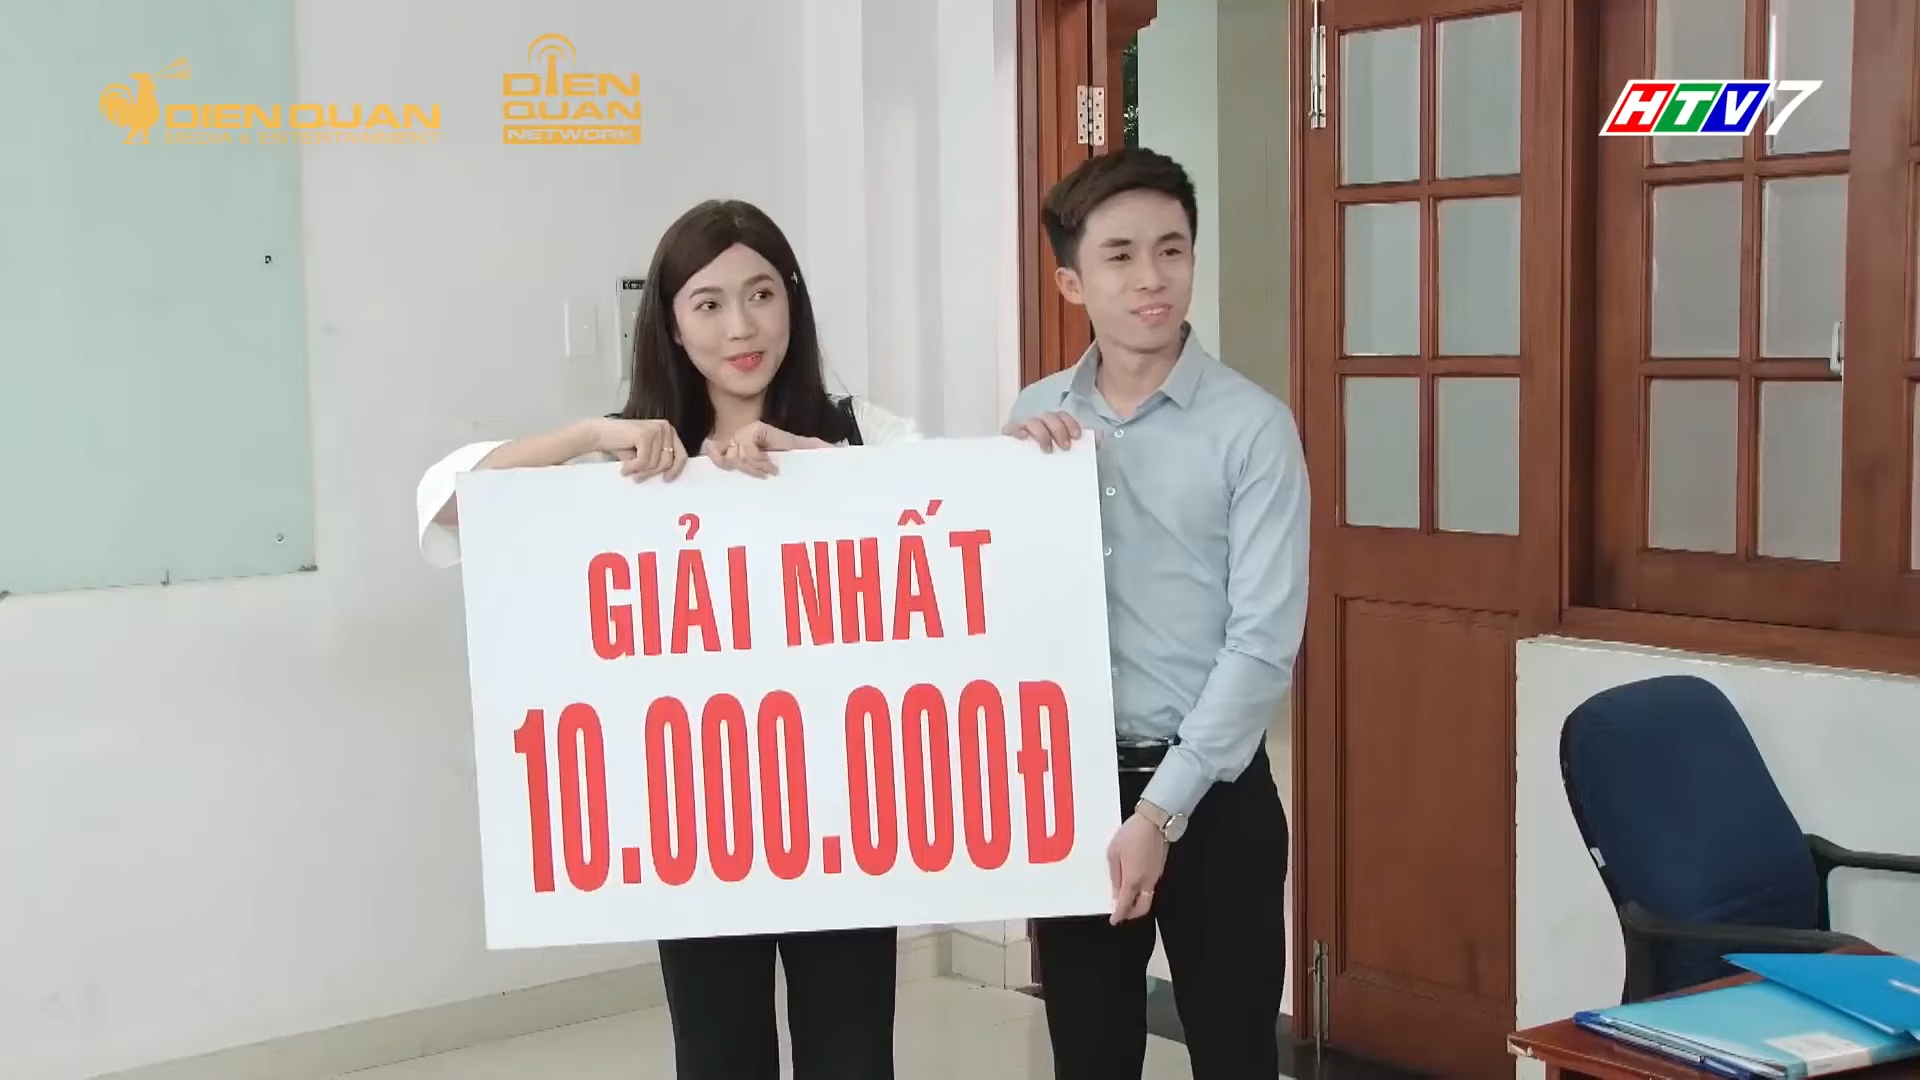 DIEN QUAN
MEDIA & ENTERTAINMENT
DIEN
QUAN
NETWORK
HTV7
GIẢI NHẤT
10.000.000Đ